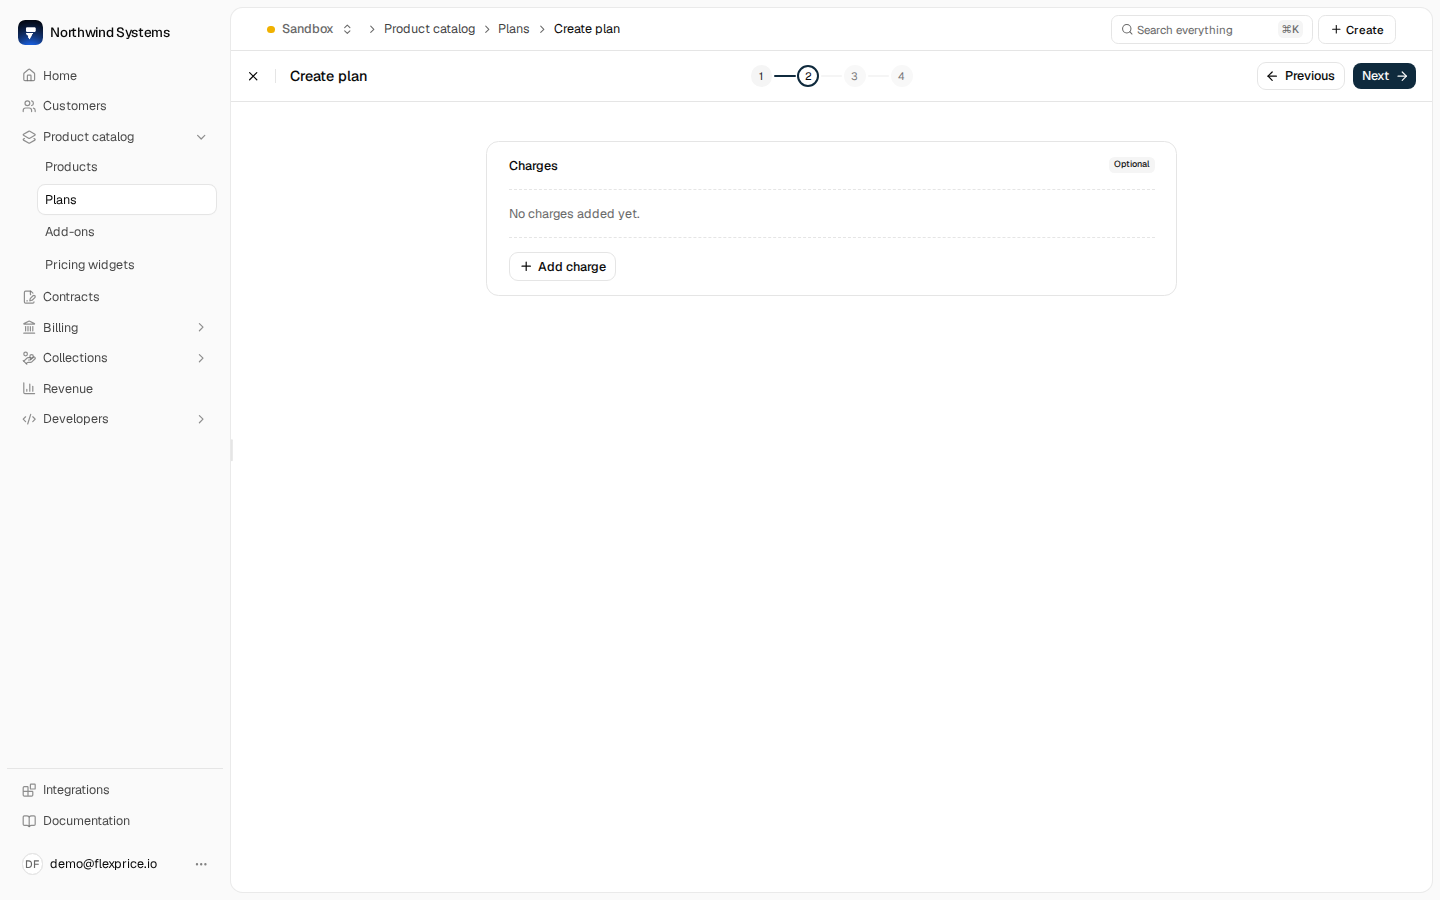 Northwind Systems
Home
Customers
Product catalog
Products
Plans
Add-ons
Pricing widgets
Contracts
Billing
Collections
Revenue
Developers
Integrations
Documentation
DF demo@flexprice.io
Sandbox Product catalog Plans Create plan
Search everything ⌘K
Create
Create plan
1 2 3 4
Previous
Next
Charges
Optional
No charges added yet.
Add charge